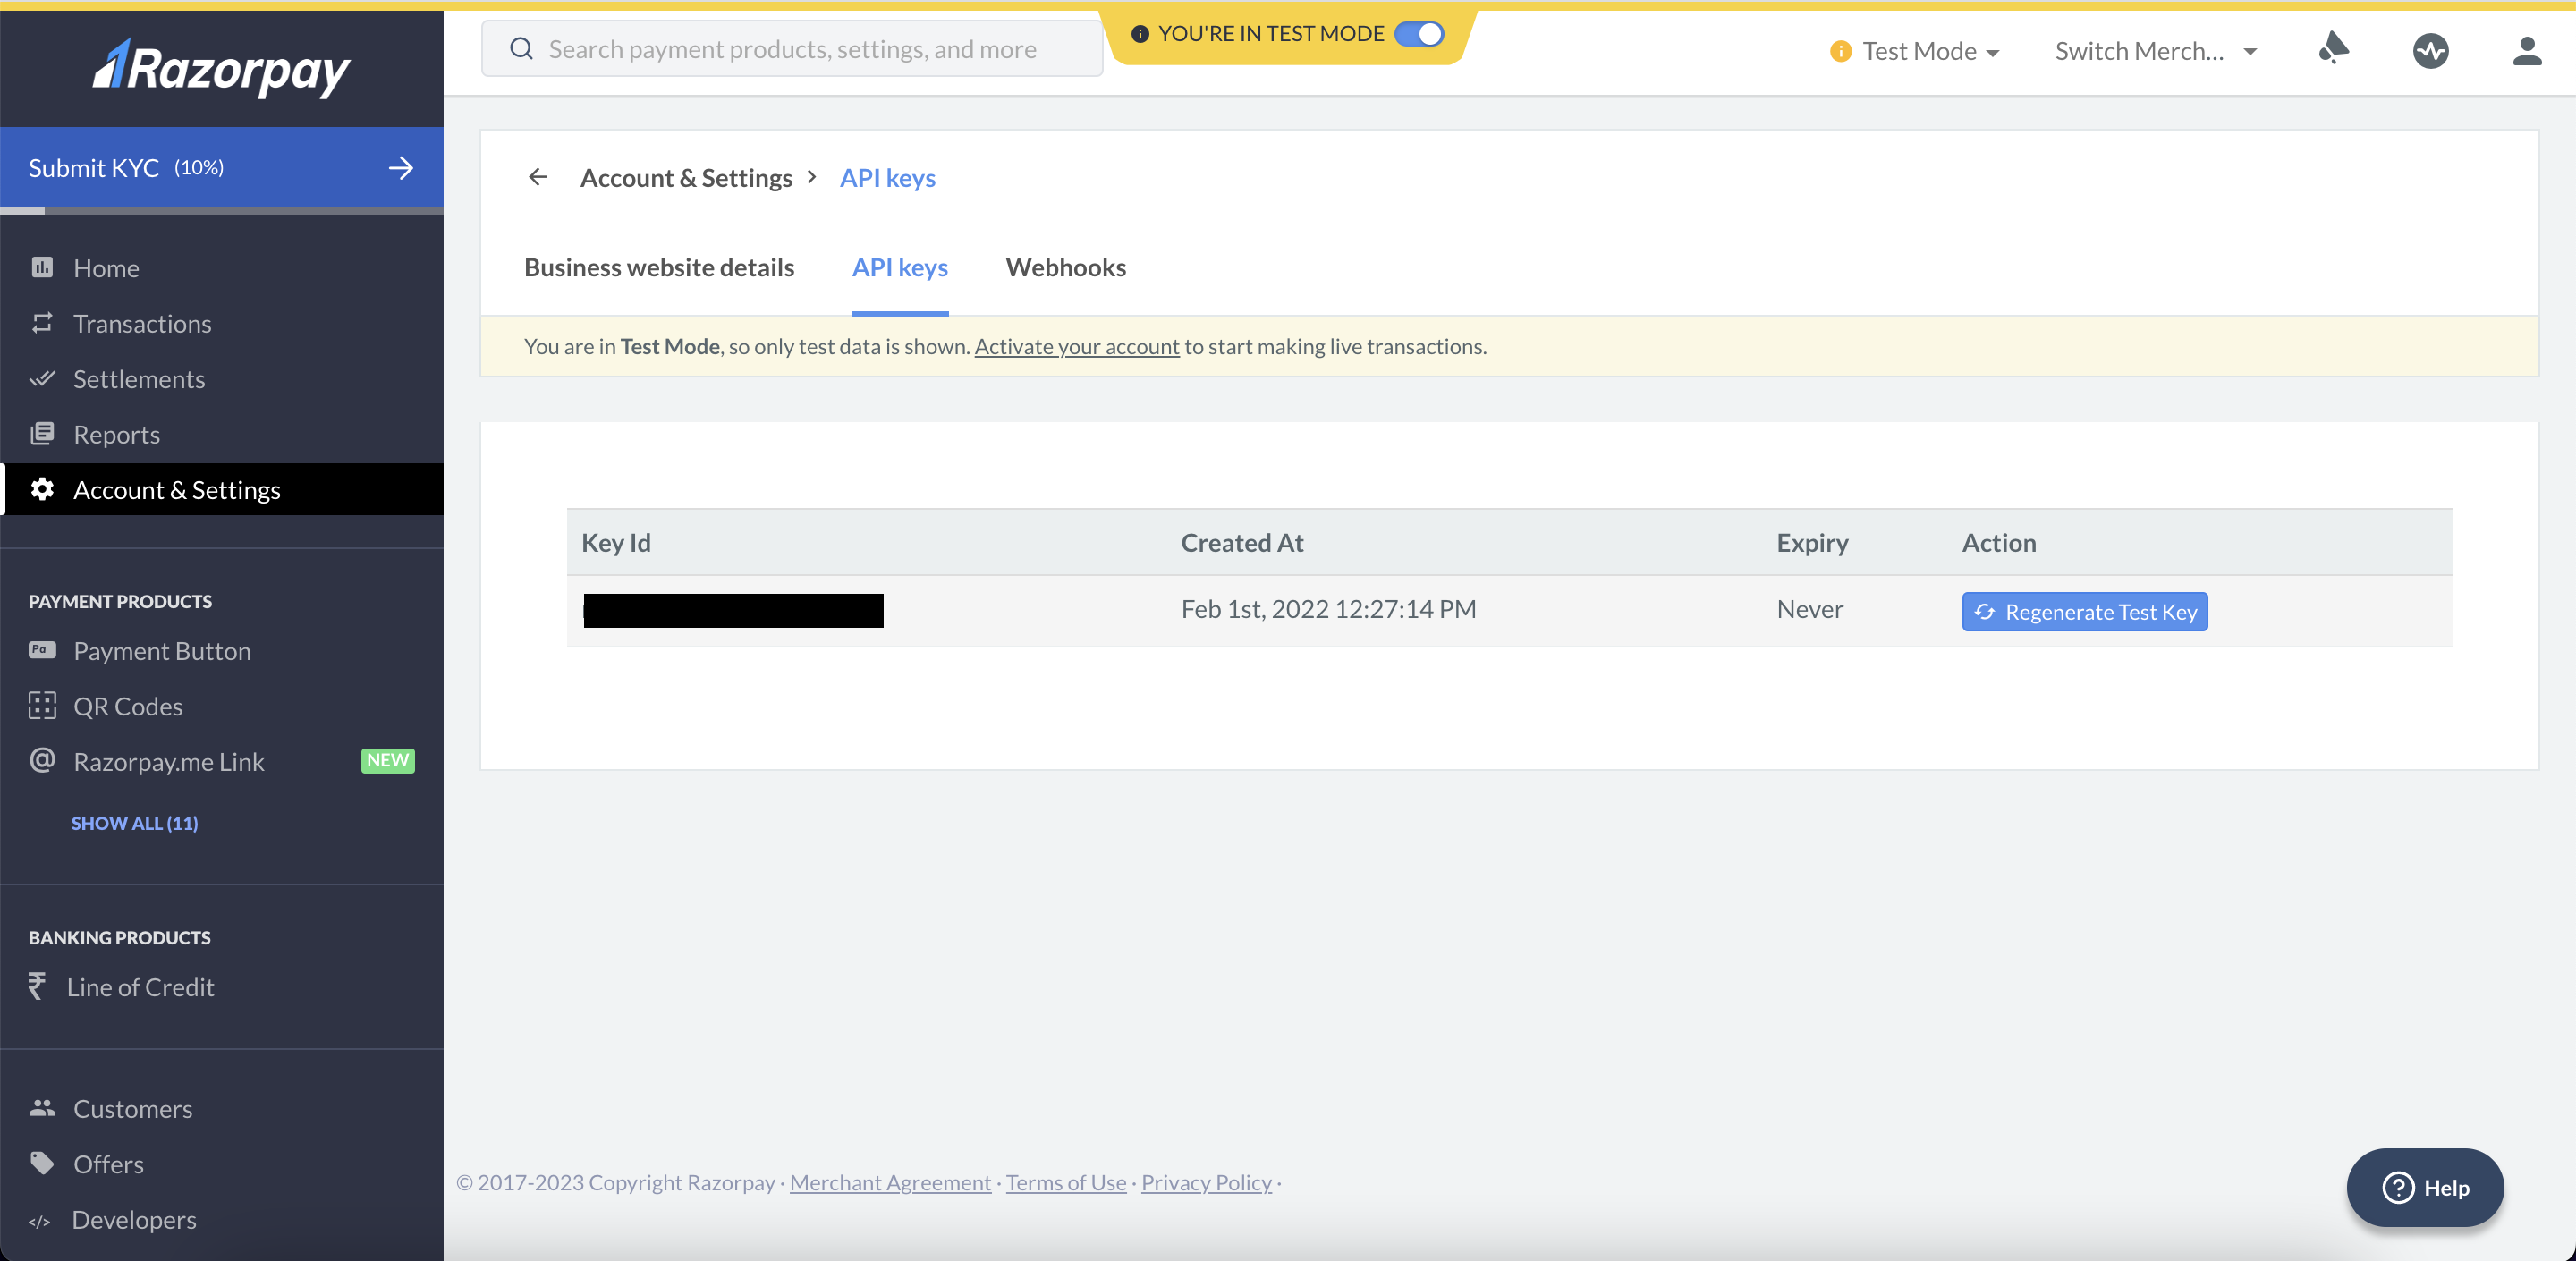 Razorpay
Search payment products, settings, and more
YOU'RE IN TEST MODE
Test Mode
Switch Merch...
Submit KYC (10%)
Home
Transactions
Settlements
Reports
Account & Settings
PAYMENT PRODUCTS
Pa Payment Button
QR Codes
@ Razorpay.me Link NEW
SHOW ALL (11)
BANKING PRODUCTS
₹ Line of Credit
Customers
Offers
</> Developers
Account & Settings > API keys
Business website details API keys Webhooks
You are in Test Mode, so only test data is shown. Activate your account to start making live transactions.
Key Id Created At Expiry Action
Feb 1st, 2022 12:27:14 PM Never Regenerate Test Key
© 2017-2023 Copyright Razorpay · Merchant Agreement · Terms of Use · Privacy Policy ·
Help